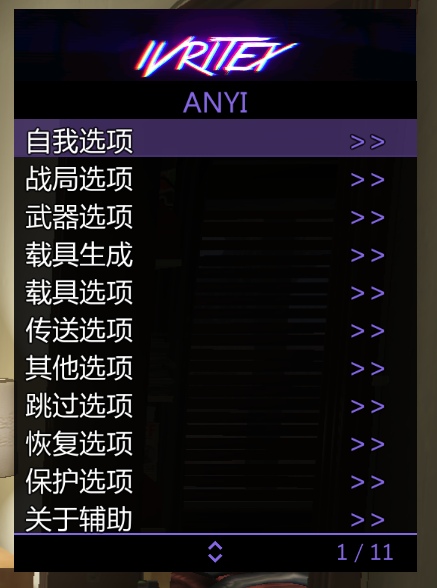 IVRITEX
ANYI
自我选项 >>
战局选项 >>
武器选项 >>
载具生成 >>
载具选项 >>
传送选项 >>
其他选项 >>
跳过选项 >>
恢复选项 >>
保护选项 >>
关于辅助 >>
1 / 11